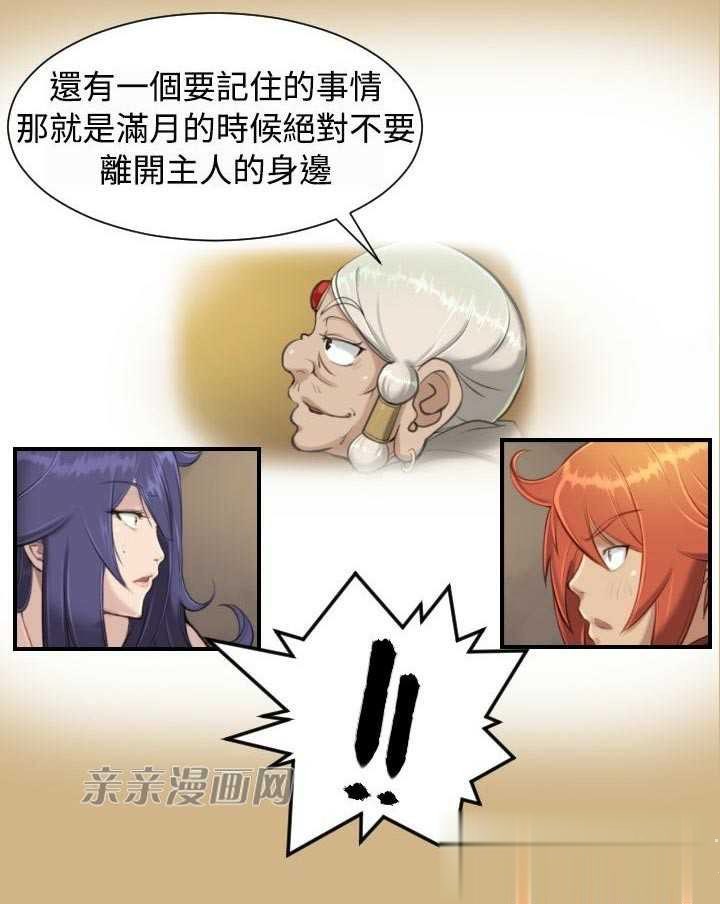 還有一個要記住的事情
那就是滿月的時候絕對不要
離開主人的身邊
!!
亲亲漫画网